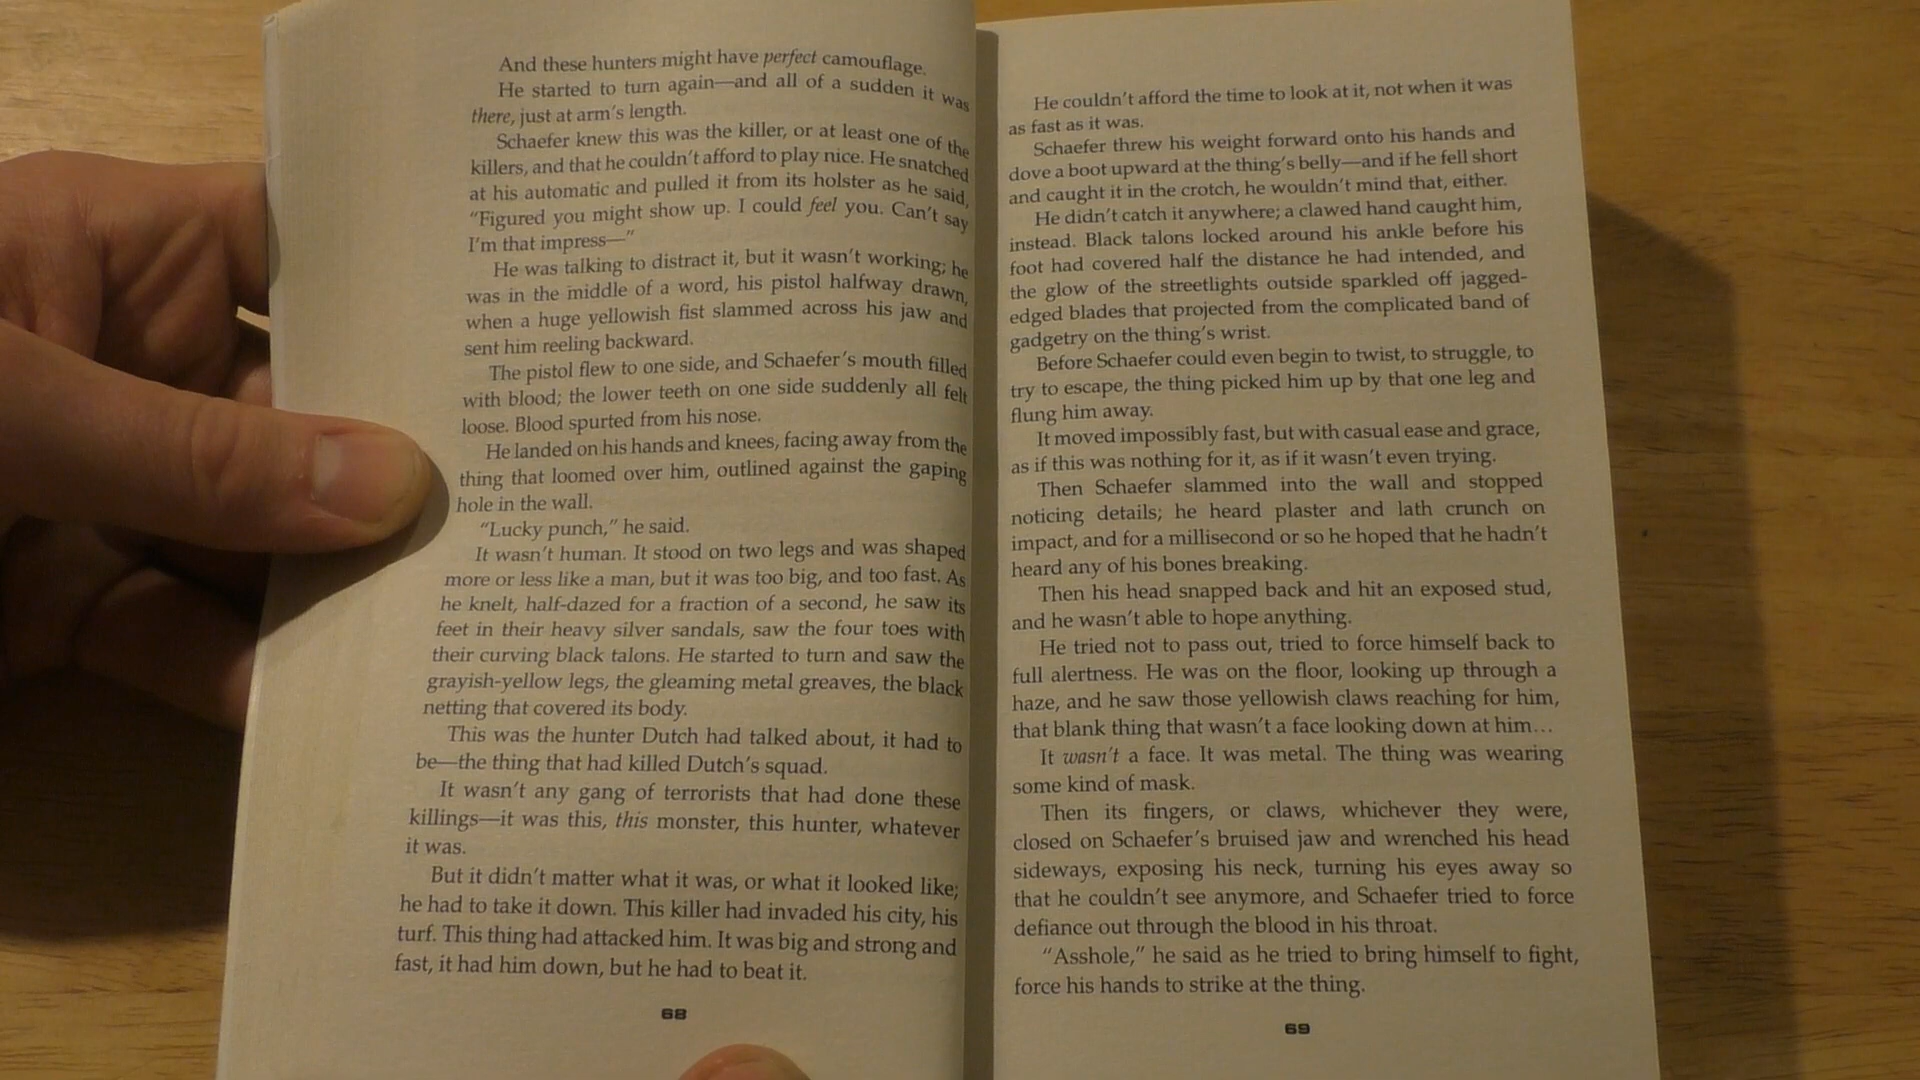 And these hunters might have perfect camouflage.
He started to turn again—and all of a sudden it was
there, just at arm's length.
Schaefer knew this was the killer, or at least one of the
killers, and that he couldn't afford to play nice. He snatched
at his automatic and pulled it from its holster as he said,
“Figured you might show up. I could feel you. Can't say
I'm that impress—”
He was talking to distract it, but it wasn't working; he
was in the middle of a word, his pistol halfway drawn,
when a huge yellowish fist slammed across his jaw and
sent him reeling backward.
The pistol flew to one side, and Schaefer's mouth filled
with blood; the lower teeth on one side suddenly all felt
loose. Blood spurted from his nose.
He landed on his hands and knees, facing away from the
thing that loomed over him, outlined against the gaping
hole in the wall.
“Lucky punch,” he said.
It wasn't human. It stood on two legs and was shaped
more or less like a man, but it was too big, and too fast. As
he knelt, half-dazed for a fraction of a second, he saw its
feet in their heavy silver sandals, saw the four toes with
their curving black talons. He started to turn and saw the
grayish-yellow legs, the gleaming metal greaves, the black
netting that covered its body.
This was the hunter Dutch had talked about, it had to
be—the thing that had killed Dutch's squad.
It wasn't any gang of terrorists that had done these
killings—it was this, this monster, this hunter, whatever
it was.
But it didn't matter what it was, or what it looked like;
he had to take it down. This killer had invaded his city, his
turf. This thing had attacked him. It was big and strong and
fast, it had him down, but he had to beat it.
68
He couldn't afford the time to look at it, not when it was
as fast as it was.
Schaefer threw his weight forward onto his hands and
dove a boot upward at the thing's belly—and if he fell short
and caught it in the crotch, he wouldn't mind that, either.
He didn't catch it anywhere; a clawed hand caught him,
instead. Black talons locked around his ankle before his
foot had covered half the distance he had intended, and
the glow of the streetlights outside sparkled off jagged-
edged blades that projected from the complicated band of
gadgetry on the thing's wrist.
Before Schaefer could even begin to twist, to struggle, to
try to escape, the thing picked him up by that one leg and
flung him away.
It moved impossibly fast, but with casual ease and grace,
as if this was nothing for it, as if it wasn't even trying.
Then Schaefer slammed into the wall and stopped
noticing details; he heard plaster and lath crunch on
impact, and for a millisecond or so he hoped that he hadn't
heard any of his bones breaking.
Then his head snapped back and hit an exposed stud,
and he wasn't able to hope anything.
He tried not to pass out, tried to force himself back to
full alertness. He was on the floor, looking up through a
haze, and he saw those yellowish claws reaching for him,
that blank thing that wasn't a face looking down at him...
It wasn't a face. It was metal. The thing was wearing
some kind of mask.
Then its fingers, or claws, whichever they were,
closed on Schaefer's bruised jaw and wrenched his head
sideways, exposing his neck, turning his eyes away so
that he couldn't see anymore, and Schaefer tried to force
defiance out through the blood in his throat.
“Asshole,” he said as he tried to bring himself to fight,
force his hands to strike at the thing.
69